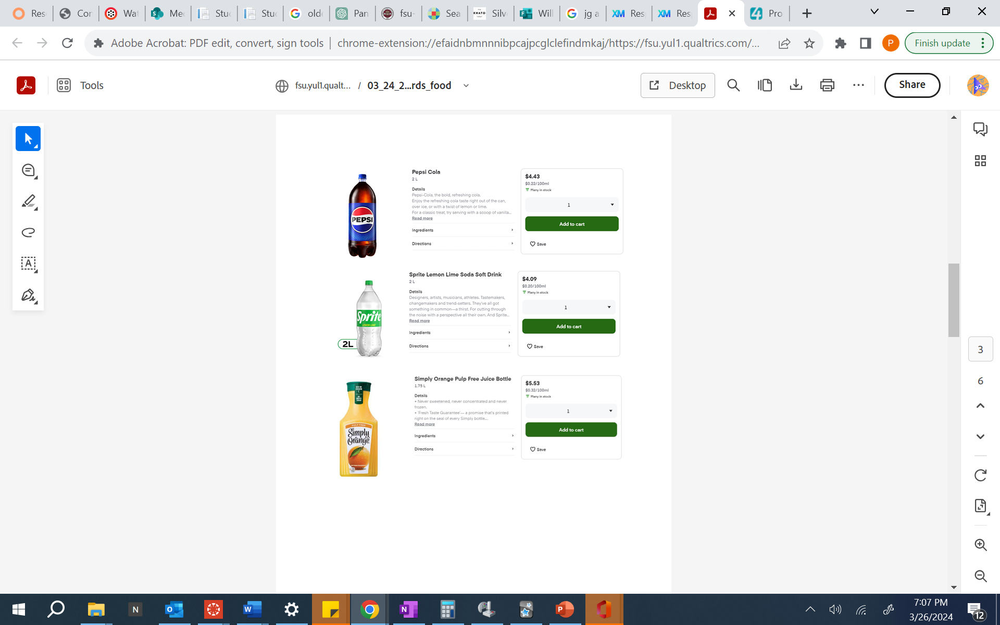 Res
Con
Wat
Me
Stuc
Stuc
olde
Pan
fsu-
Sea
Silv
Will
jg a
Res
Res
Pro
Adobe Acrobat: PDF edit, convert, sign tools | chrome-extension://efaidnbmnnnibpcajpcglclefindmkaj/https://fsu.yul1.qualtrics.com/...
P
Finish update
Tools
fsu.yul1.qualt... / 03_24_2...rds_food
Desktop
Share
Pepsi Cola
2 L
Details
Pepsi-Cola, the bold, refreshing cola.
Enjoy the refreshing cola taste right out of the can,
over ice, or with a twist of lemon or lime.
For a classic treat, try serving with a scoop of vanilla...
Read more
Ingredients
Directions
PEPSI
$4.43
$0.22/100ml
Many in stock
1
Add to cart
Save
Sprite Lemon Lime Soda Soft Drink
2 L
Details
Designers, artists, musicians, athletes. Tastemakers,
changemakers and trend-setters. They've all got
something in common—a thirst. For cutting through
the noise with a perspective all their own. And Sprite...
Read more
Ingredients
Directions
Sprite
LEMON-LIME
2L
$4.09
$0.20/100ml
Many in stock
1
Add to cart
Save
Simply Orange Pulp Free Juice Bottle
1.75 L
Details
• Never sweetened, never concentrated and never
frozen.
• 'Fresh Taste Guarantee'— a promise that's printed
right on the seal of every Simply bottle...
Read more
Ingredients
Directions
PULP FREE
Simply
Orange
$5.53
$0.32/100ml
Many in stock
1
Add to cart
Save
3
6
7:07 PM
3/26/2024
12